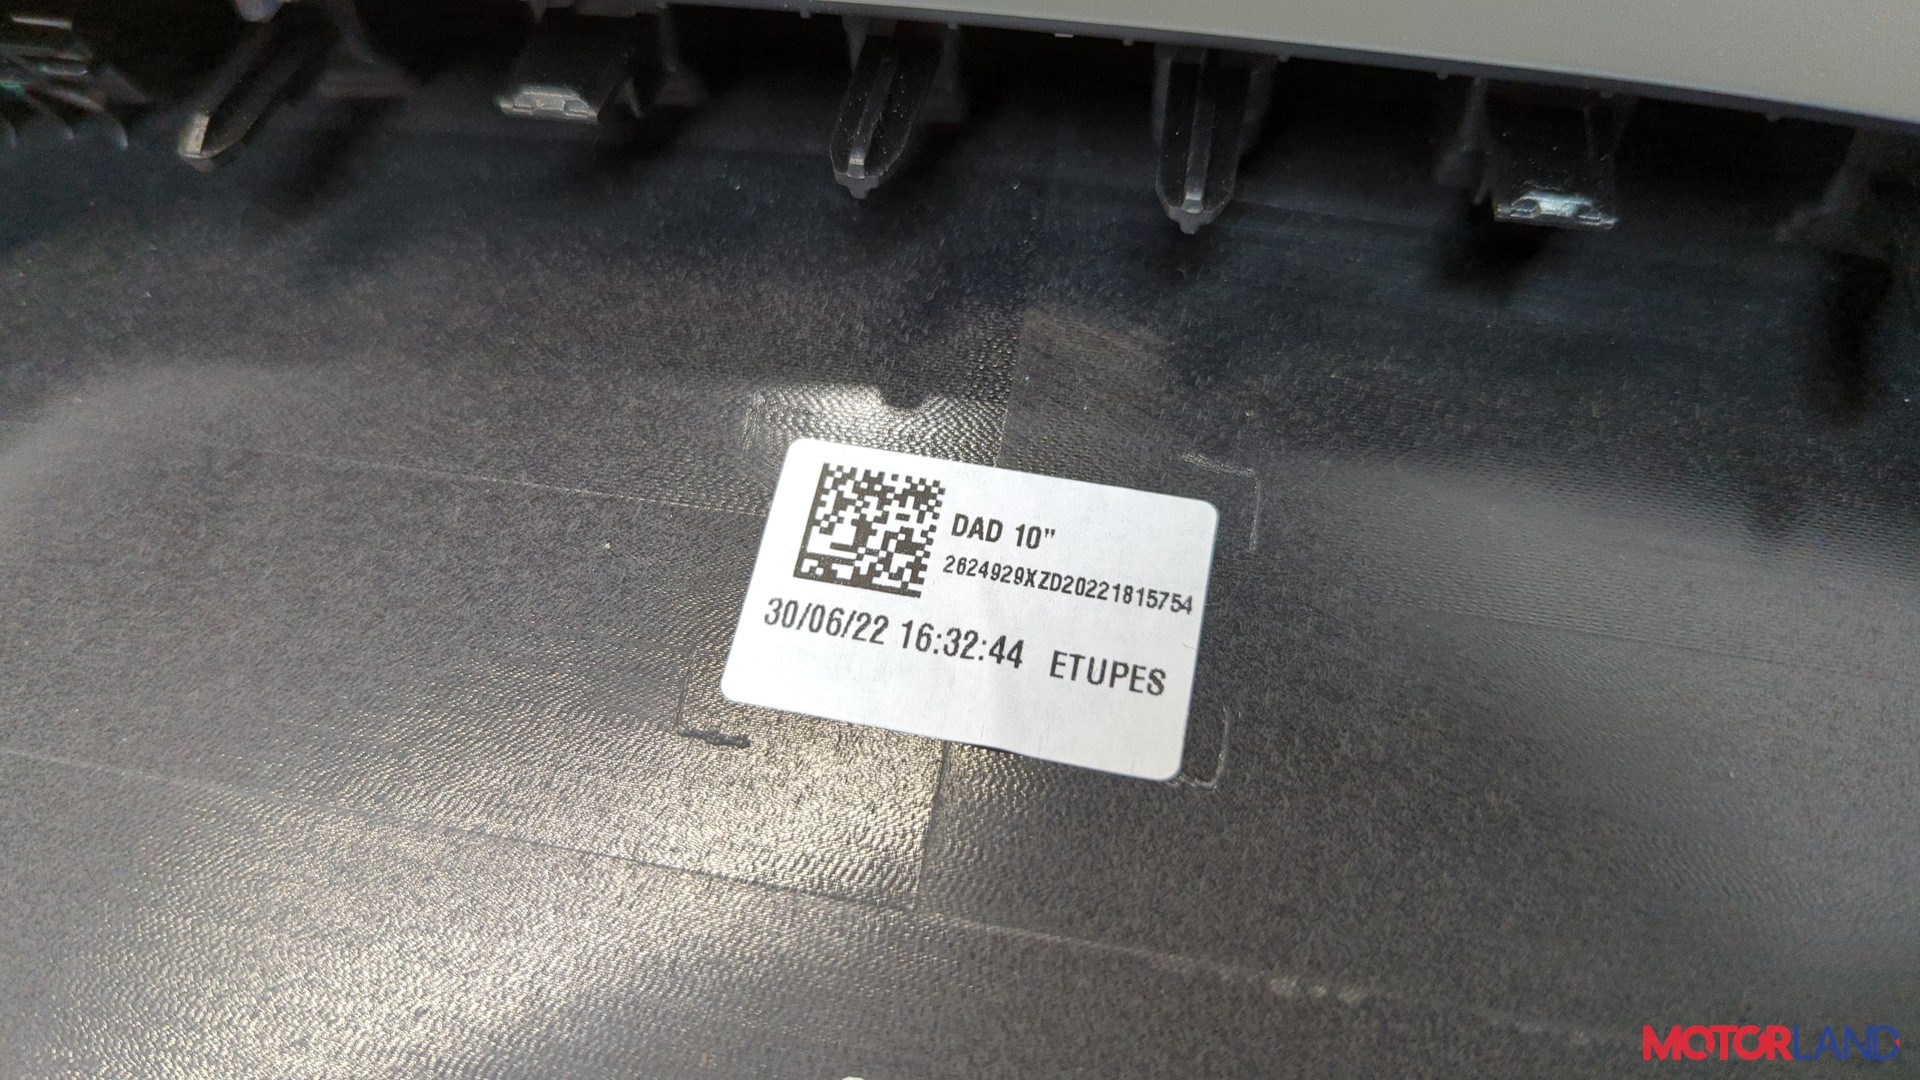 DAD 10"
2624929XZD20221815754
30/06/22 16:32:44 ETUPES
MOTORLAND